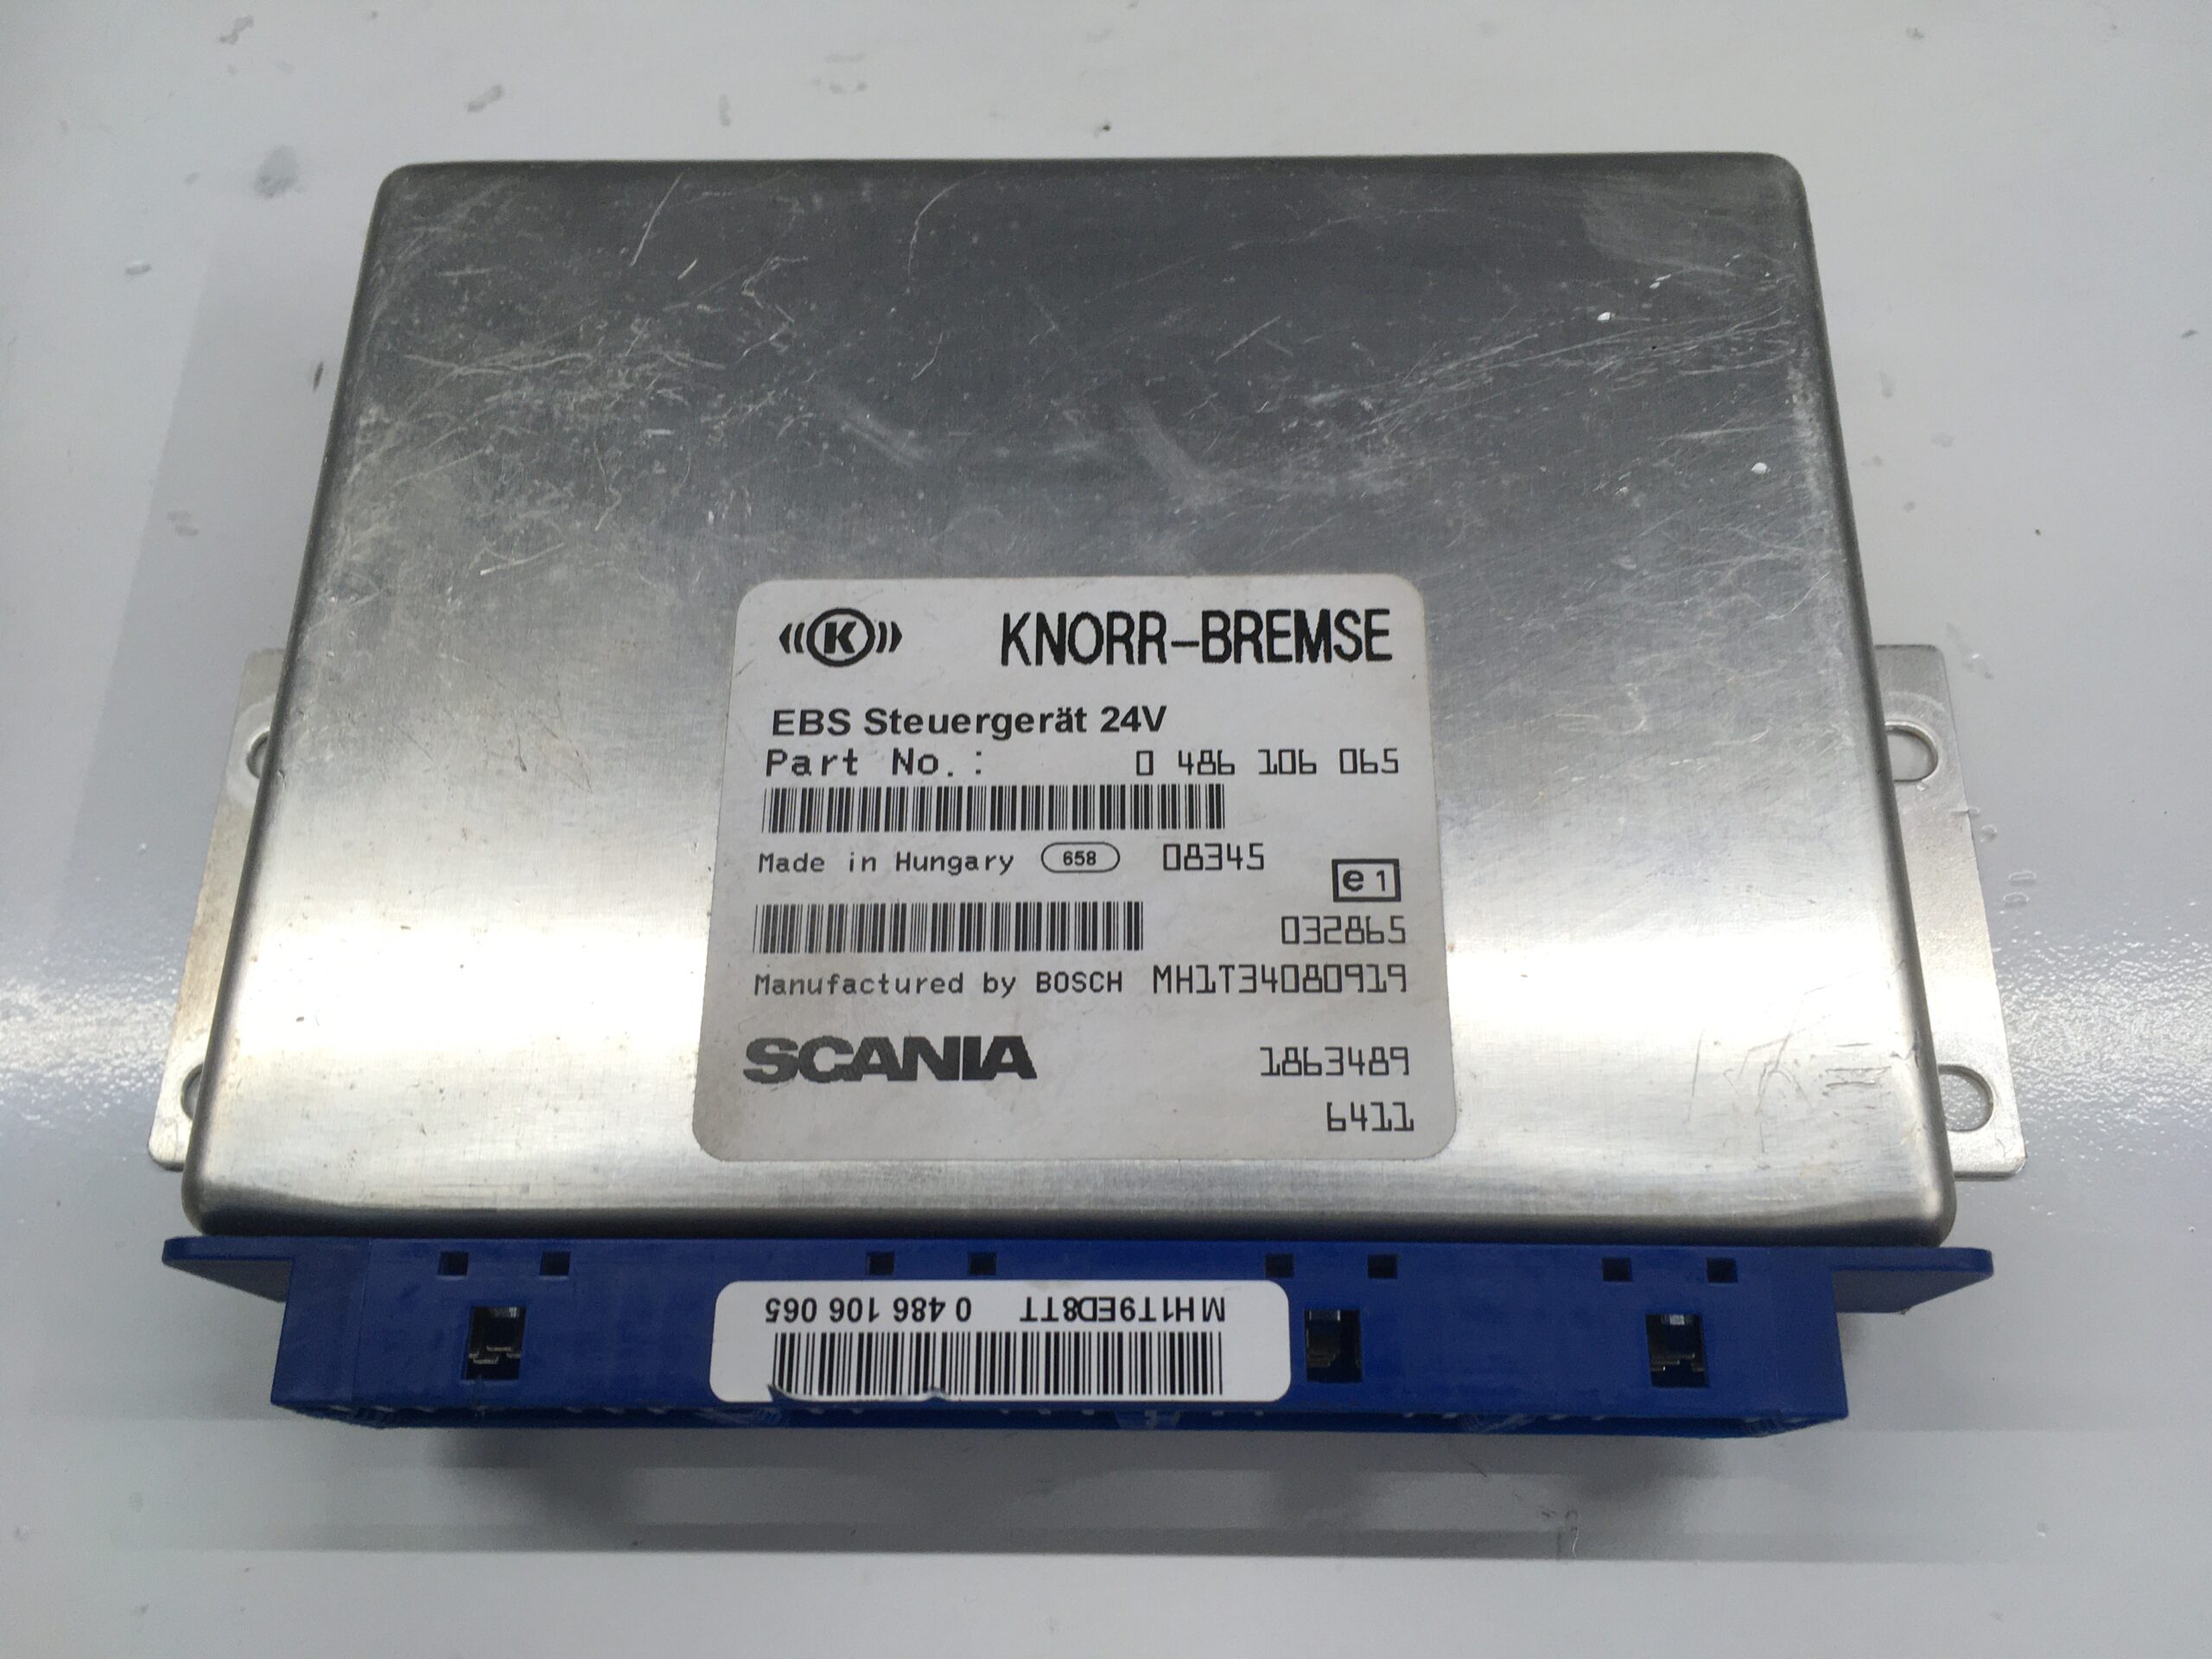 K KNORR-BREMSE
EBS Steuergerät 24V
Part No.: 0 486 106 065
Made in Hungary 658 08345
e1
032865
Manufactured by BOSCH MH1T34080919
SCANIA 1863489
6411
MH1T9ED8TT 0 486 106 065